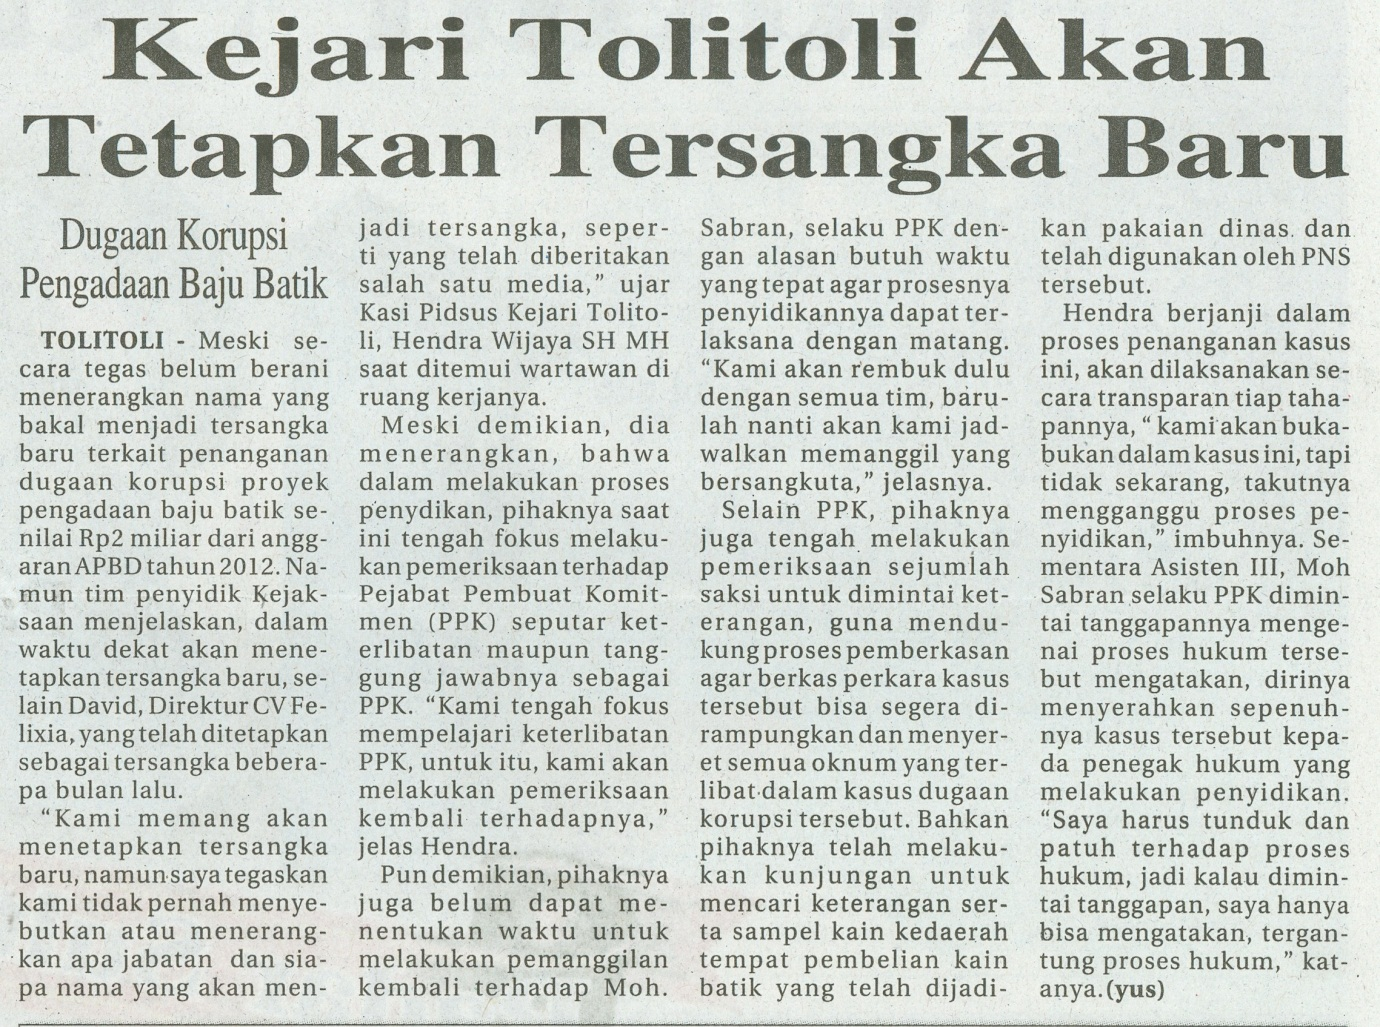 Kejari Tolitoli Akan
Tetapkan Tersangka Baru
Dugaan Korupsi
Pengadaan Baju Batik
TOLITOLI - Meski se-
cara tegas belum berani
menerangkan nama yang
bakal menjadi tersangka
baru terkait penanganan
dugaan korupsi proyek
pengadaan baju batik se-
nilai Rp2 miliar dari angg-
aran APBD tahun 2012. Na-
mun tim penyidik Kejak-
saan menjelaskan, dalam
waktu dekat akan mene-
tapkan tersangka baru, se-
lain David, Direktur CV Fe-
lixia, yang telah ditetapkan
sebagai tersangka bebera-
pa bulan lalu.
“Kami memang akan
menetapkan tersangka
baru, namun saya tegaskan
kami tidak pernah menye-
butkan atau menerang-
kan apa jabatan dan sia-
pa nama yang akan men-
jadi tersangka, seper-
ti yang telah diberitakan
salah satu media,” ujar
Kasi Pidsus Kejari Tolito-
li, Hendra Wijaya SH MH
saat ditemui wartawan di
ruang kerjanya.
Meski demikian, dia
menerangkan, bahwa
dalam melakukan proses
penydikan, pihaknya saat
ini tengah fokus melaku-
kan pemeriksaan terhadap
Pejabat Pembuat Komit-
men (PPK) seputar ket-
erlibatan maupun tang-
gung jawabnya sebagai
PPK. “Kami tengah fokus
mempelajari keterlibatan
PPK, untuk itu, kami akan
melakukan pemeriksaan
kembali terhadapnya,”
jelas Hendra.
Pun demikian, pihaknya
juga belum dapat me-
nentukan waktu untuk
melakukan pemanggilan
kembali terhadap Moh.
Sabran, selaku PPK den-
gan alasan butuh waktu
yang tepat agar prosesnya
penyidikannya dapat ter-
laksana dengan matang.
“Kami akan rembuk dulu
dengan semua tim, baru-
lah nanti akan kami jad-
walkan memanggil yang
bersangkuta,” jelasnya.
Selain PPK, pihaknya
juga tengah melakukan
pemeriksaan sejumlah
saksi untuk dimintai ket-
erangan, guna mendu-
kung proses pemberkasan
agar berkas perkara kasus
tersebut bisa segera di-
rampungkan dan menyer-
et semua oknum yang ter-
libat dalam kasus dugaan
korupsi tersebut. Bahkan
pihaknya telah melaku-
kan kunjungan untuk
mencari keterangan ser-
ta sampel kain kedaerah
tempat pembelian kain
batik yang telah dijadi-
kan pakaian dinas dan
telah digunakan oleh PNS
tersebut.
Hendra berjanji dalam
proses penanganan kasus
ini, akan dilaksanakan se-
cara transparan tiap taha-
pannya, “ kami akan buka-
bukan dalam kasus ini, tapi
tidak sekarang, takutnya
mengganggu proses pe-
nyidikan,” imbuhnya. Se-
mentara Asisten III, Moh
Sabran selaku PPK dimin-
tai tanggapannya menge-
nai proses hukum terse-
but mengatakan, dirinya
menyerahkan sepenuh-
nya kasus tersebut kepa-
da penegak hukum yang
melakukan penyidikan.
“Saya harus tunduk dan
patuh terhadap proses
hukum, jadi kalau dimin-
tai tanggapan, saya hanya
bisa mengatakan, tergan-
tung proses hukum,” kat-
anya.(yus)